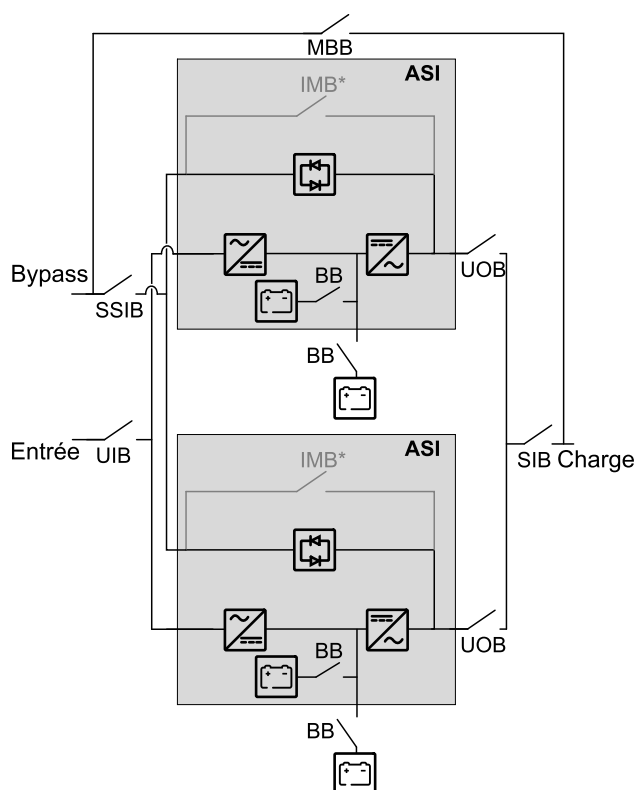 MBB
ASI
IMB*
Bypass
SSIB
BB
UOB
BB
Entrée
UIB
ASI
IMB*
SIB Charge
BB
UOB
BB